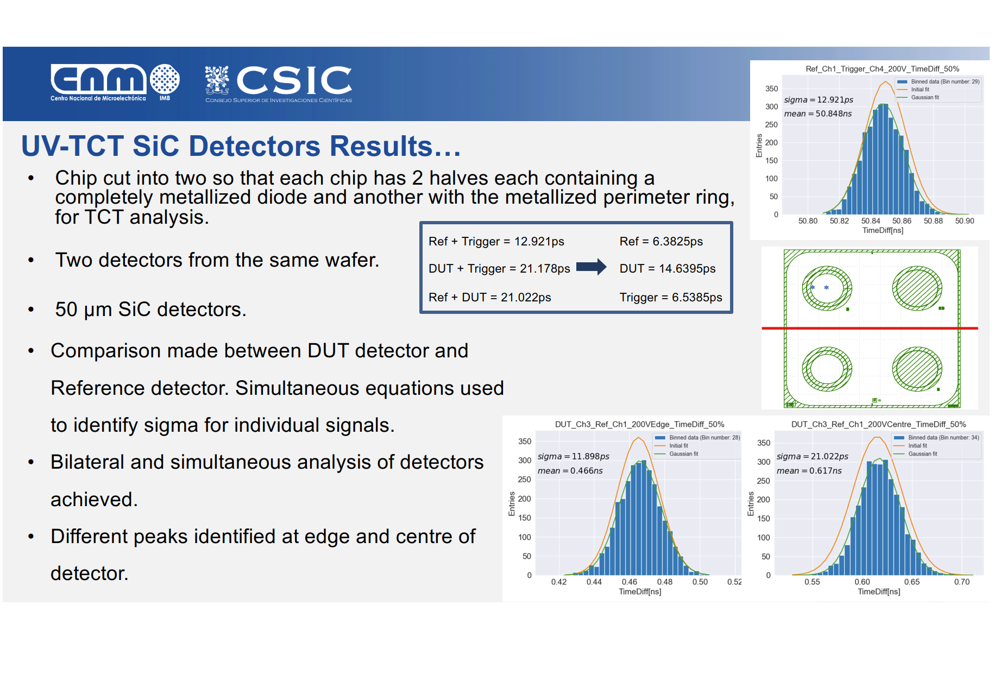 cnm
Centro Nacional de Microelectrónica IMB
CSIC
CONSEJO SUPERIOR DE INVESTIGACIONES CIENTÍFICAS
UV-TCT SiC Detectors Results…
• Chip cut into two so that each chip has 2 halves each containing a
completely metallized diode and another with the metallized perimeter ring,
for TCT analysis.
• Two detectors from the same wafer.
• 50 µm SiC detectors.
• Comparison made between DUT detector and
Reference detector. Simultaneous equations used
to identify sigma for individual signals.
• Bilateral and simultaneous analysis of detectors
achieved.
• Different peaks identified at edge and centre of
detector.
Ref + Trigger = 12.921ps
DUT + Trigger = 21.178ps
Ref + DUT = 21.022ps
Ref = 6.3825ps
DUT = 14.6395ps
Trigger = 6.5385ps
Ref_Ch1_Trigger_Ch4_200V_TimeDiff_50%
Binned data (Bin number: 29)
Initial fit
Gaussian fit
sigma = 12.921ps
mean = 50.848ns
Entries
350
300
250
200
150
100
50
0
50.80 50.82 50.84 50.86 50.88 50.90
TimeDiff[ns]
DUT_Ch3_Ref_Ch1_200VEdge_TimeDiff_50%
Binned data (Bin number: 28)
Initial fit
Gaussian fit
sigma = 11.898ps
mean = 0.466ns
Entries
350
300
250
200
150
100
50
0
0.42 0.44 0.46 0.48 0.50 0.52
TimeDiff[ns]
DUT_Ch3_Ref_Ch1_200VCentre_TimeDiff_50%
Binned data (Bin number: 34)
Initial fit
Gaussian fit
sigma = 21.022ps
mean = 0.617ns
Entries
350
300
250
200
150
100
50
0
0.55 0.60 0.65 0.70
TimeDiff[ns]